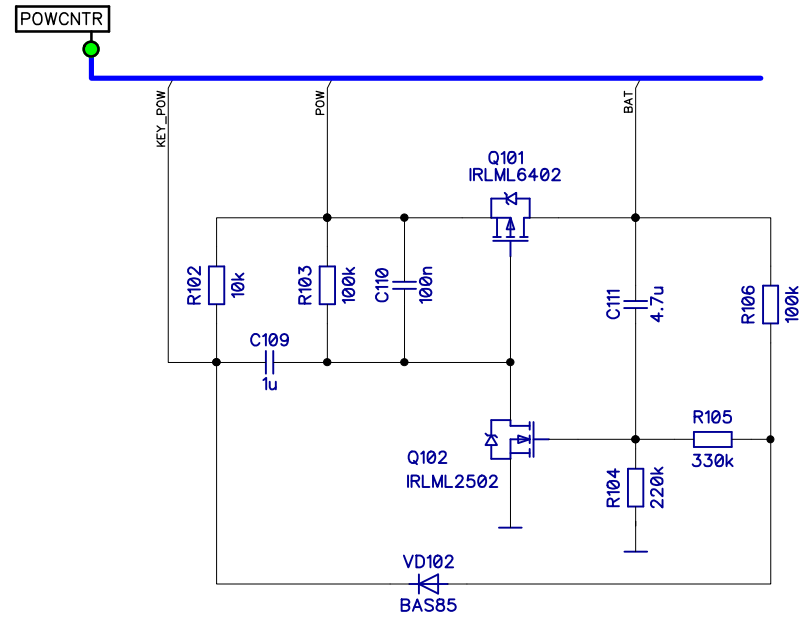 POWCNTR
KEY_POW
POW
BAT
Q101
IRLML6402
R102
10k
R103
100k
C110
100n
C111
4.7u
R106
100k
C109
1u
R105
330k
Q102
IRLML2502
R104
220k
VD102
BAS85